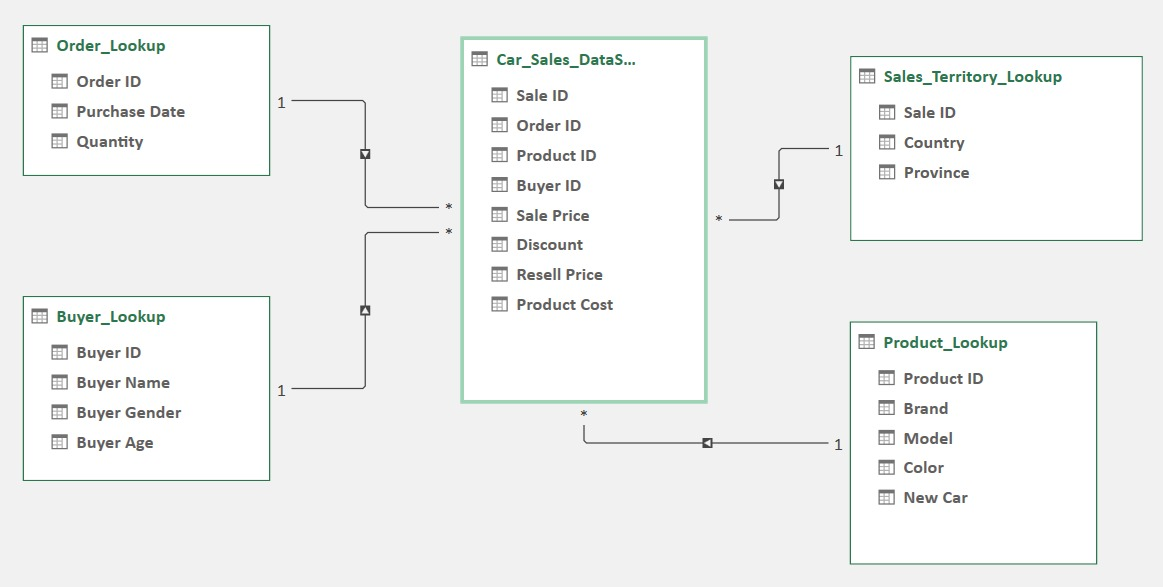 Order_Lookup
Order ID
Purchase Date
Quantity
1
*
Buyer_Lookup
Buyer ID
Buyer Name
Buyer Gender
Buyer Age
1
*
Car_Sales_DataS...
Sale ID
Order ID
Product ID
Buyer ID
Sale Price
Discount
Resell Price
Product Cost
*
*
Sales_Territory_Lookup
Sale ID
Country
Province
1
Product_Lookup
Product ID
Brand
Model
Color
New Car
1